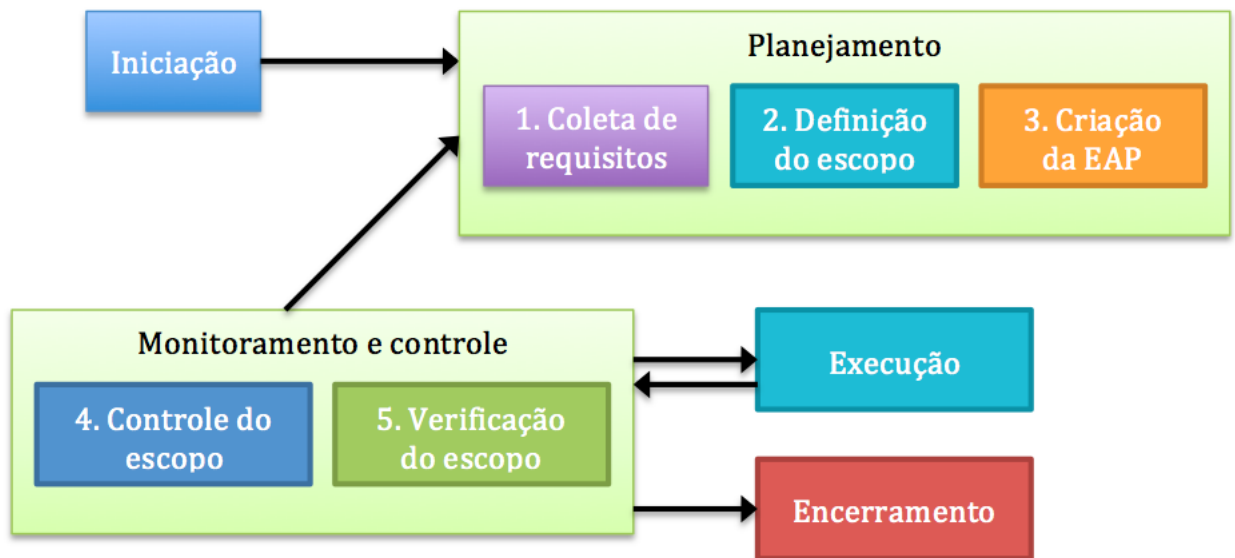 Iniciação
Planejamento
1. Coleta de
requisitos
2. Definição
do escopo
3. Criação
da EAP
Monitoramento e controle
4. Controle do
escopo
5. Verificação
do escopo
Execução
Encerramento